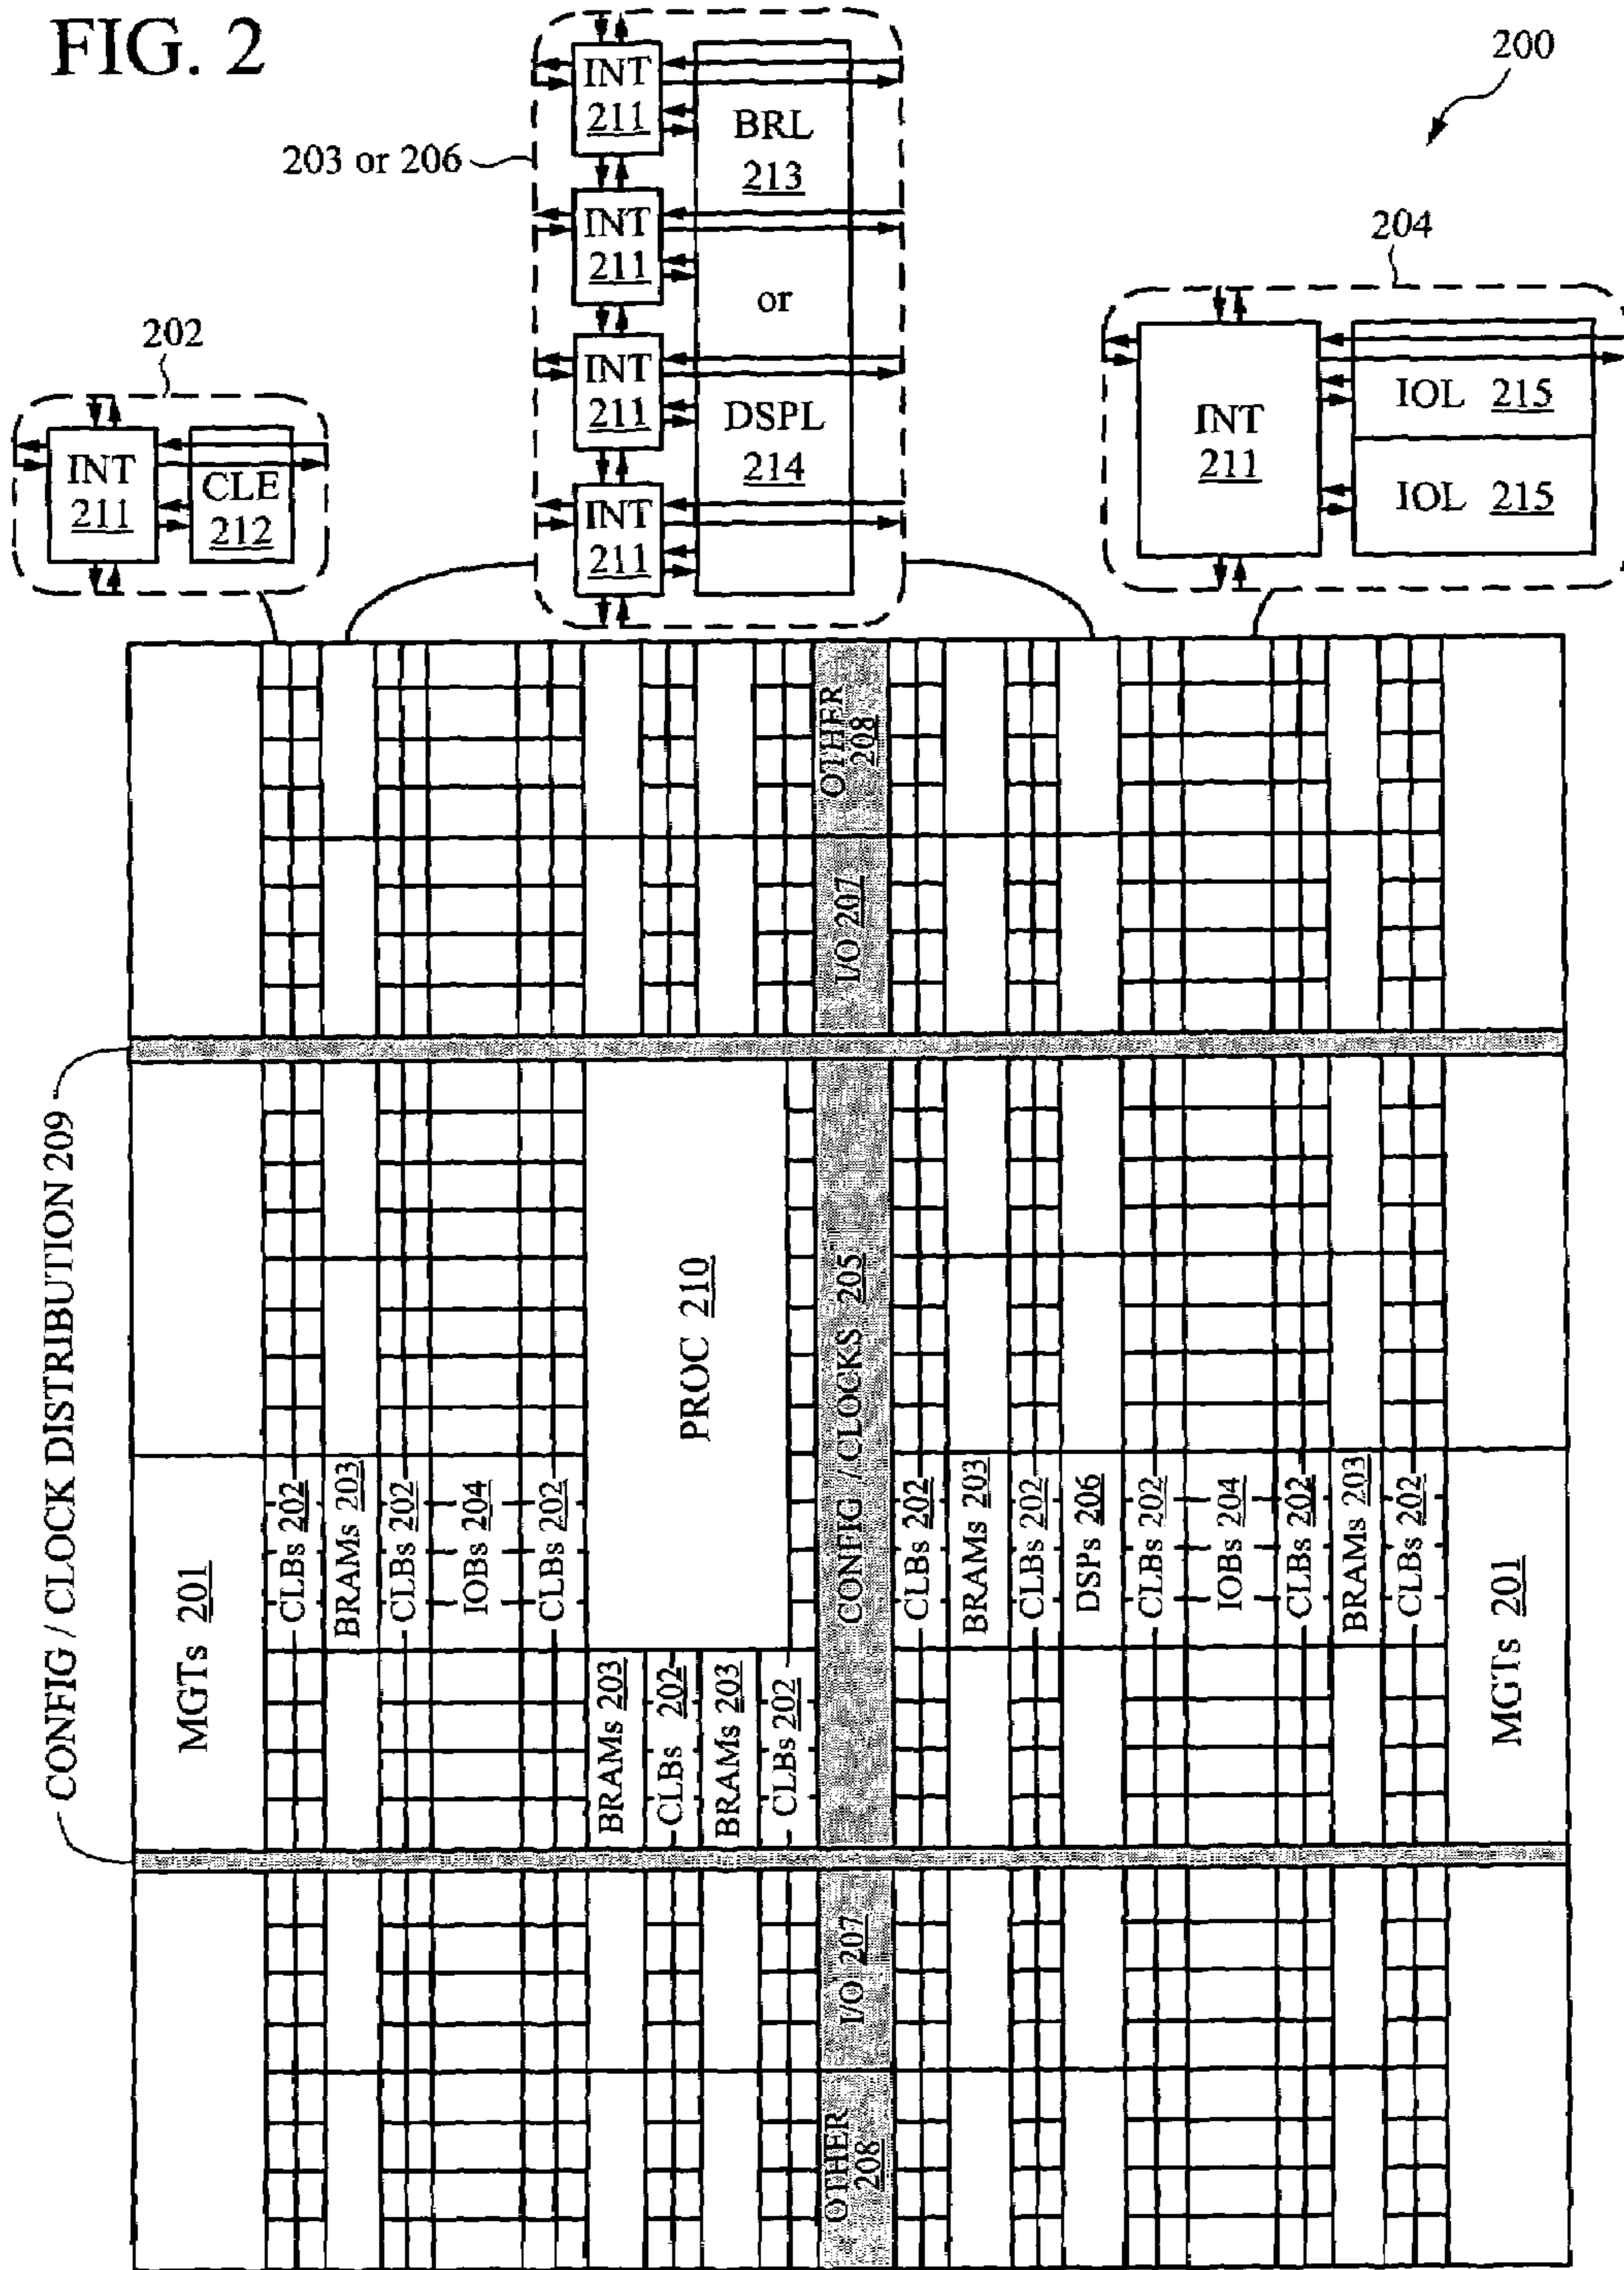 FIG. 2
200
203 or 206
INT
211
INT
211
INT
211
INT
211
BRL
213
or
DSPL
214
204
INT
211
IOL 215
IOL 215
202
INT
211
CLE
212
OTHER
208
I/O 207
CONFIG / CLOCK DISTRIBUTION 209
PROC 210
CONFIG / CLOCKS 205
MGTs 201
CLBs 202
BRAMs 203
CLBs 202
IOBs 204
CLBs 202
BRAMs 203
CLBs 202
BRAMs 203
CLBs 202
CLBs 202
BRAMs 203
CLBs 202
DSPs 206
CLBs 202
IOBs 204
CLBs 202
BRAMs 203
CLBs 202
MGTs 201
I/O 207
OTHER
208